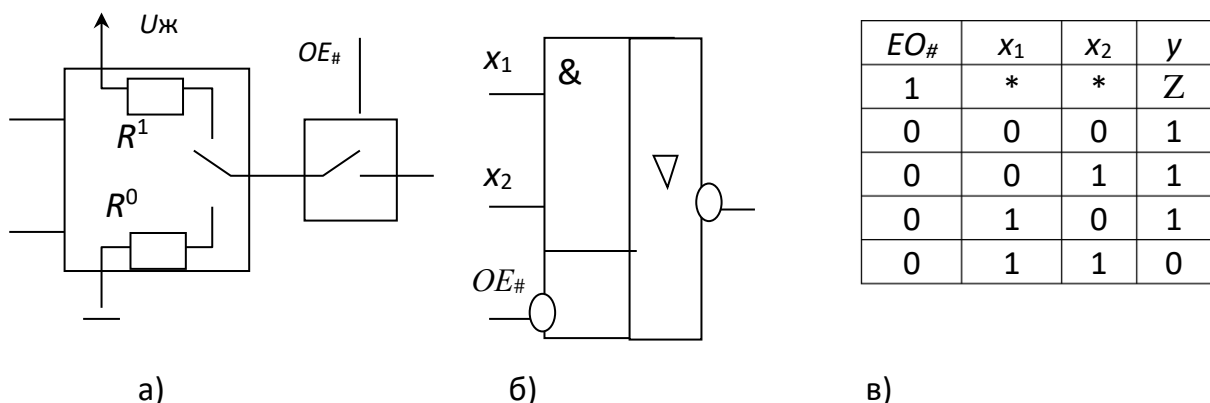 Uж
OE#
R¹
R⁰
а)
x₁
&
x₂
▽
OE#
б)
EO# x₁ x₂ y
1 * * Z
0 0 0 1
0 0 1 1
0 1 0 1
0 1 1 0
в)